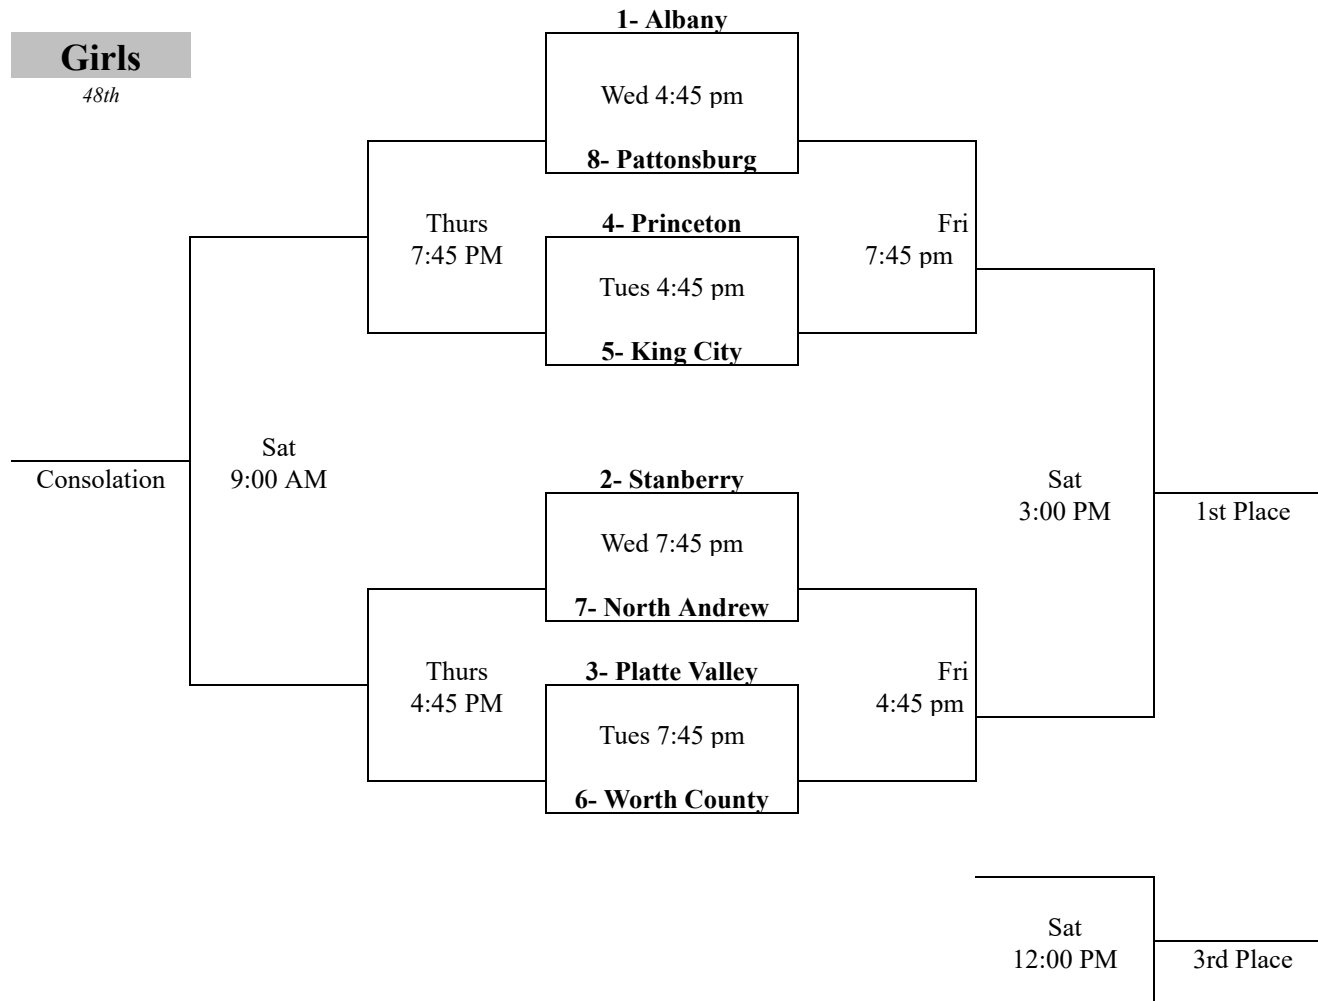 1- Albany
Girls
48th
Wed 4:45 pm
8- Pattonsburg
Thurs
7:45 PM
4- Princeton
Fri
7:45 pm
Tues 4:45 pm
5- King City
Sat
9:00 AM
Consolation
2- Stanberry
Sat
3:00 PM
1st Place
Wed 7:45 pm
7- North Andrew
Thurs
4:45 PM
3- Platte Valley
Fri
4:45 pm
Tues 7:45 pm
6- Worth County
Sat
12:00 PM
3rd Place